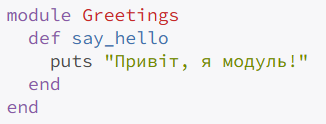 module Greetings
  def say_hello
    puts "Привіт, я модуль!"
  end
end